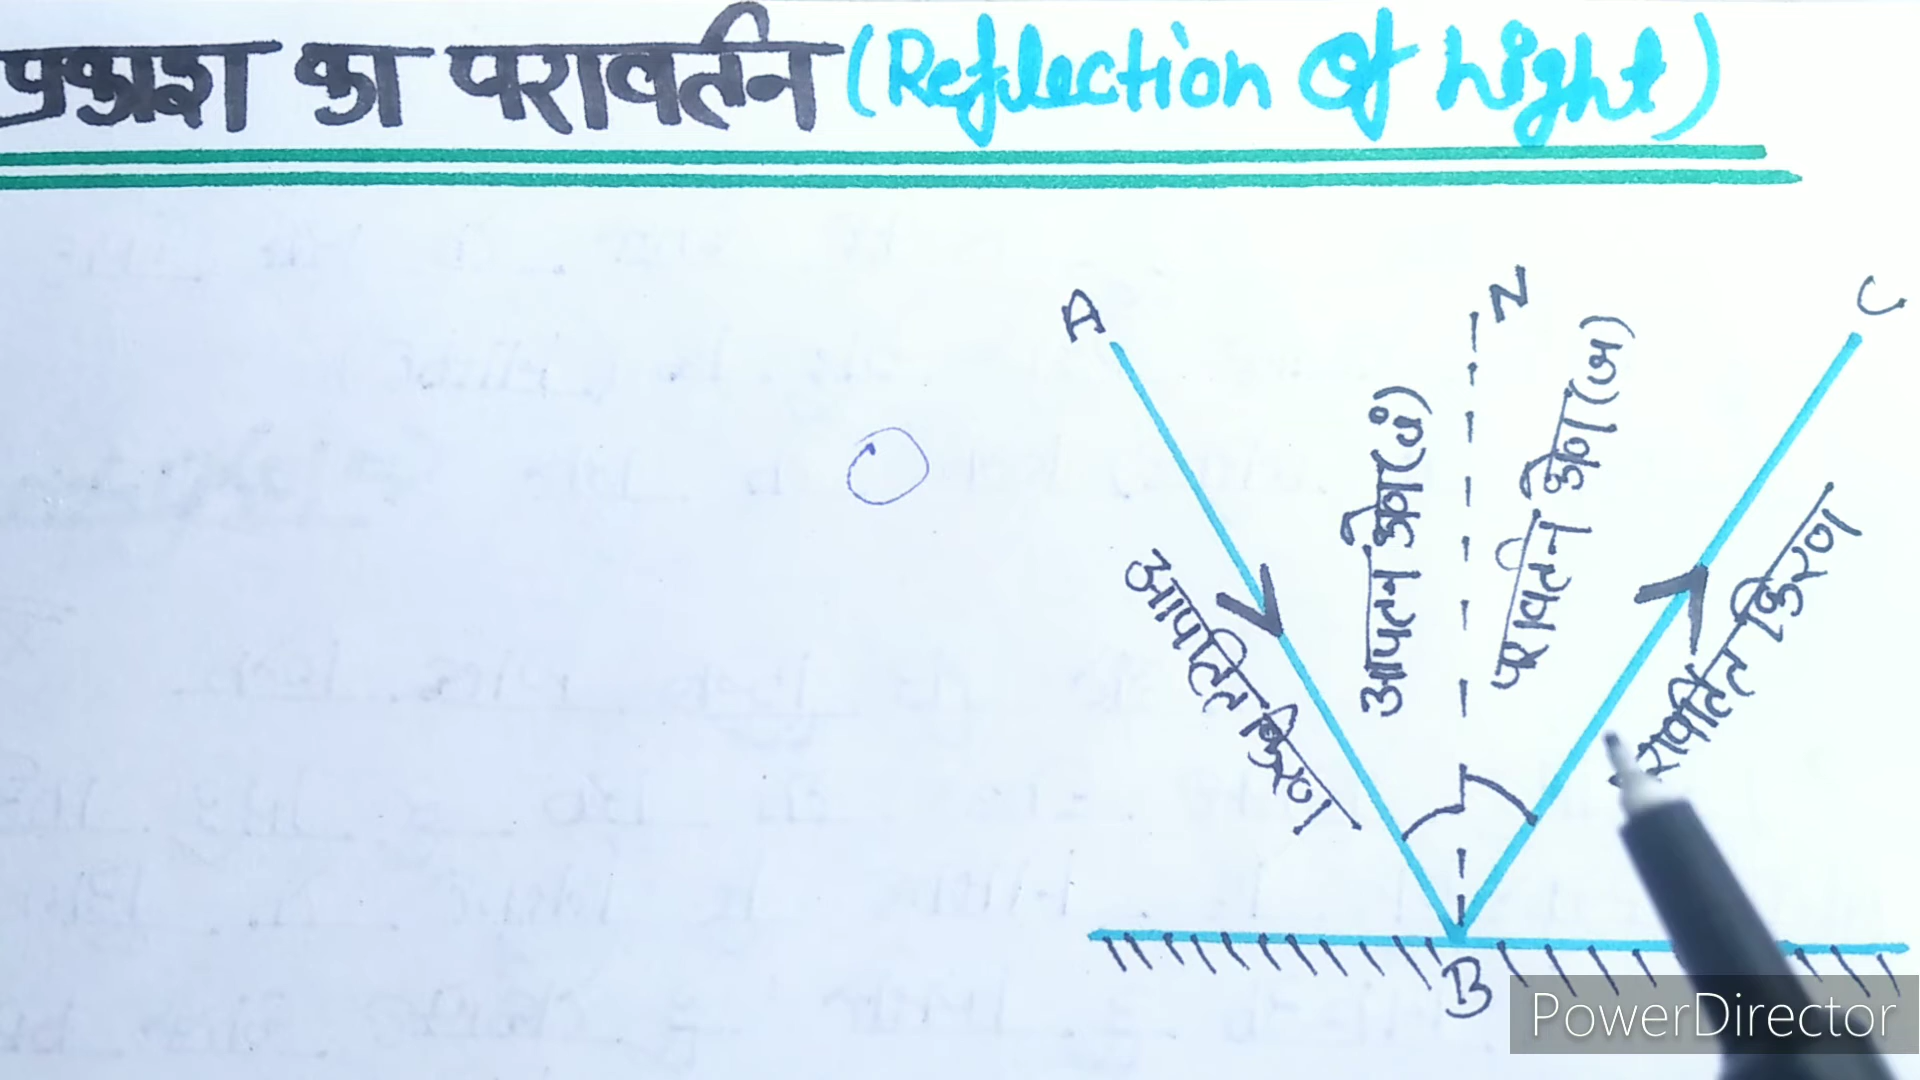 प्रकाश का परावर्तन (Reflection of Light)
A
N
C
आपतित किरण
आपतन कोण (i)
परावर्तन कोण (r)
परावर्तित किरण
B
PowerDirector